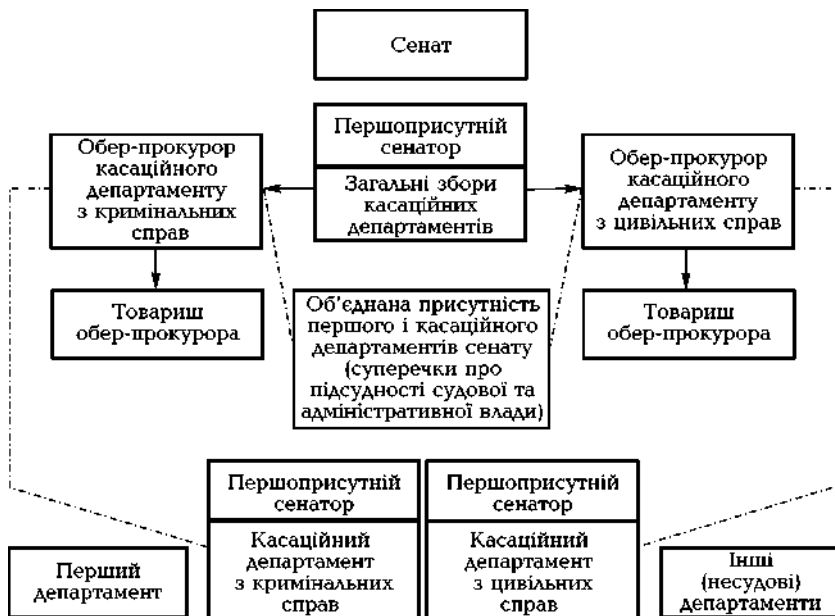 Сенат
Першоприсутній
сенатор
Загальні збори
касаційних
департаментів
Обер-прокурор
касаційного
департаменту
з кримінальних
справ
Обер-прокурор
касаційного
департаменту
з цивільних справ
Товариш
обер-прокурора
Об’єднана присутність
першого і касаційного
департаментів сенату
(суперечки про
підсудності судової та
адміністративної влади)
Товариш
обер-прокурора
Першоприсутній
сенатор
Касаційний
департамент
з кримінальних
справ
Першоприсутній
сенатор
Касаційний
департамент
з цивільних
справ
Перший
департамент
Інші
(несудові)
департаменти